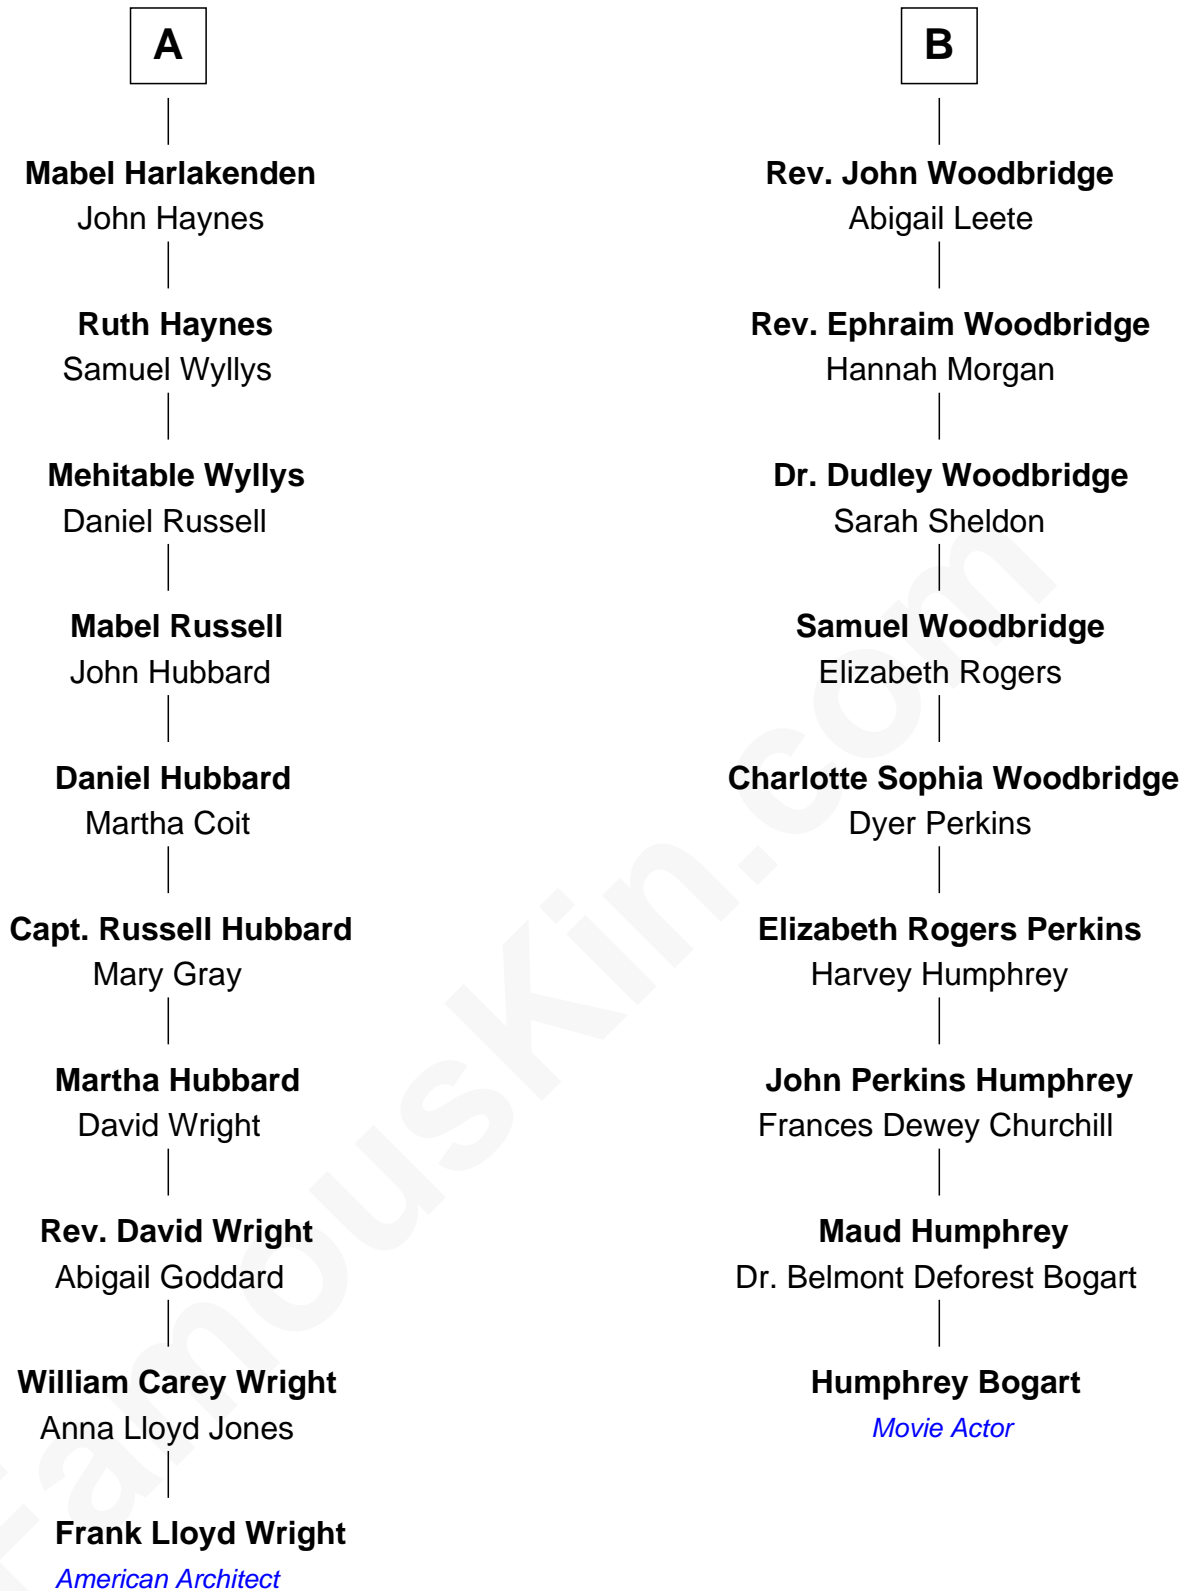 A
Mabel Harlakenden
John Haynes
Ruth Haynes
Samuel Wyllys
Mehitable Wyllys
Daniel Russell
Mabel Russell
John Hubbard
Daniel Hubbard
Martha Coit
Capt. Russell Hubbard
Mary Gray
Martha Hubbard
David Wright
Rev. David Wright
Abigail Goddard
William Carey Wright
Anna Lloyd Jones
Frank Lloyd Wright
American Architect
B
Rev. John Woodbridge
Abigail Leete
Rev. Ephraim Woodbridge
Hannah Morgan
Dr. Dudley Woodbridge
Sarah Sheldon
Samuel Woodbridge
Elizabeth Rogers
Charlotte Sophia Woodbridge
Dyer Perkins
Elizabeth Rogers Perkins
Harvey Humphrey
John Perkins Humphrey
Frances Dewey Churchill
Maud Humphrey
Dr. Belmont Deforest Bogart
Humphrey Bogart
Movie Actor
FamousKin.com